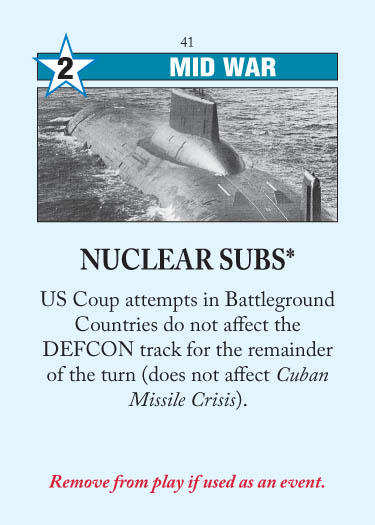 41
2 MID WAR
NUCLEAR SUBS*
US Coup attempts in Battleground
Countries do not affect the
DEFCON track for the remainder
of the turn (does not affect Cuban
Missile Crisis).
Remove from play if used as an event.